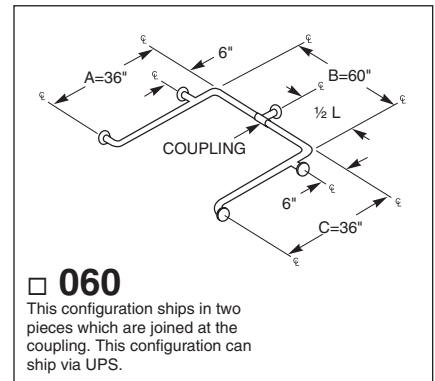 ℄
℄
6"
A=36"
℄
℄
B=60"
℄
℄
½ L
COUPLING
℄
6"
℄
C=36"
℄
□ 060
This configuration ships in two
pieces which are joined at the
coupling. This configuration can
ship via UPS.